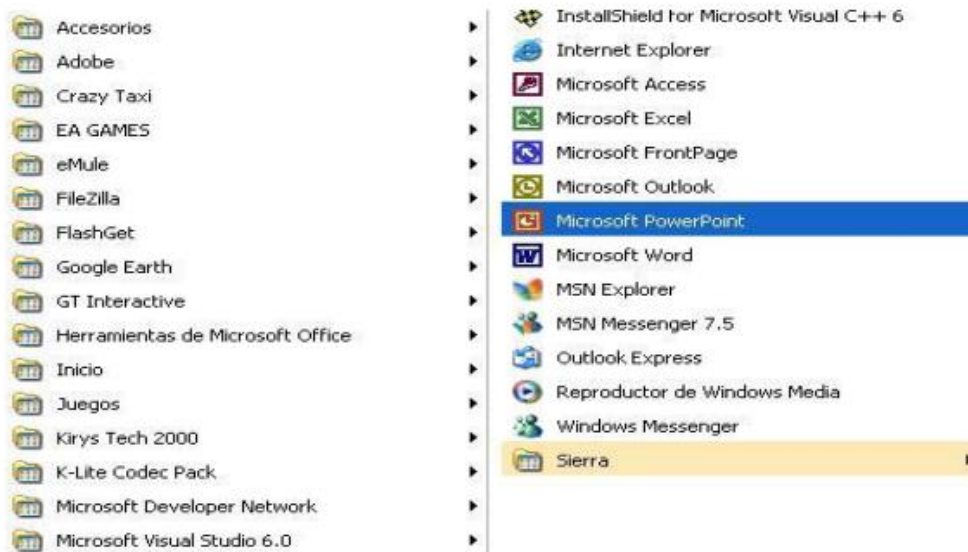 Accesorios
Adobe
Crazy Taxi
EA GAMES
eMule
FileZilla
FlashGet
Google Earth
GT Interactive
Herramientas de Microsoft Office
Inicio
Juegos
Kirys Tech 2000
K-Lite Codec Pack
Microsoft Developer Network
Microsoft Visual Studio 6.0
InstallShield for Microsoft Visual C++ 6
Internet Explorer
Microsoft Access
Microsoft Excel
Microsoft FrontPage
Microsoft Outlook
Microsoft PowerPoint
Microsoft Word
MSN Explorer
MSN Messenger 7.5
Outlook Express
Reproductor de Windows Media
Windows Messenger
Sierra